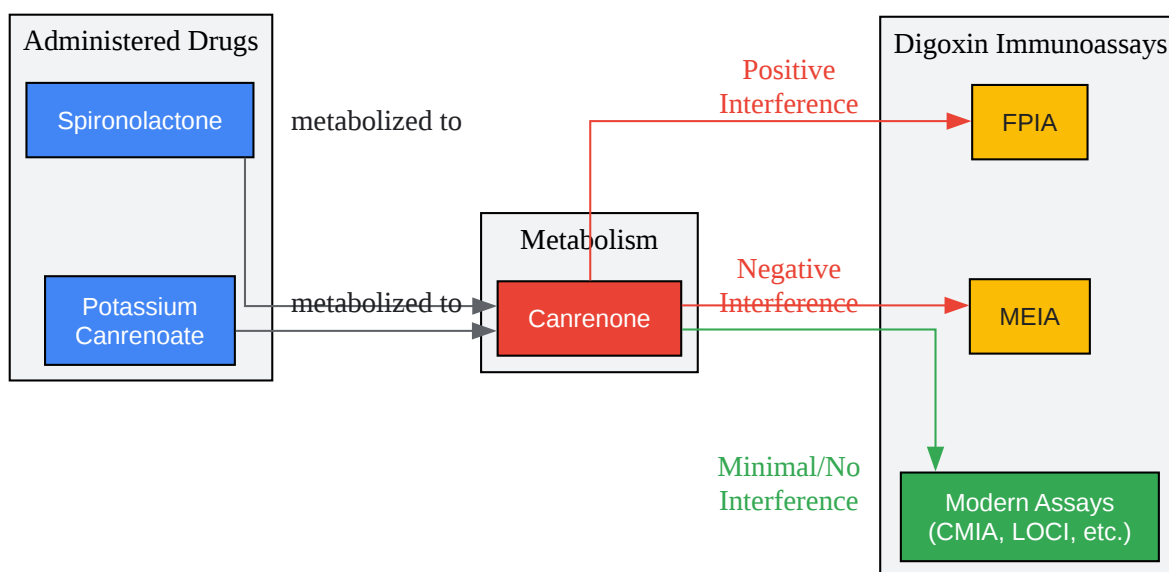 Administered Drugs
Spironolactone
metabolized to
Potassium
Canrenoate
metabolized to
Metabolism
Canrenone
Positive
Interference
Negative
Interference
Minimal/No
Interference
Digoxin Immunoassays
FPIA
MEIA
Modern Assays
(CMIA, LOCI, etc.)